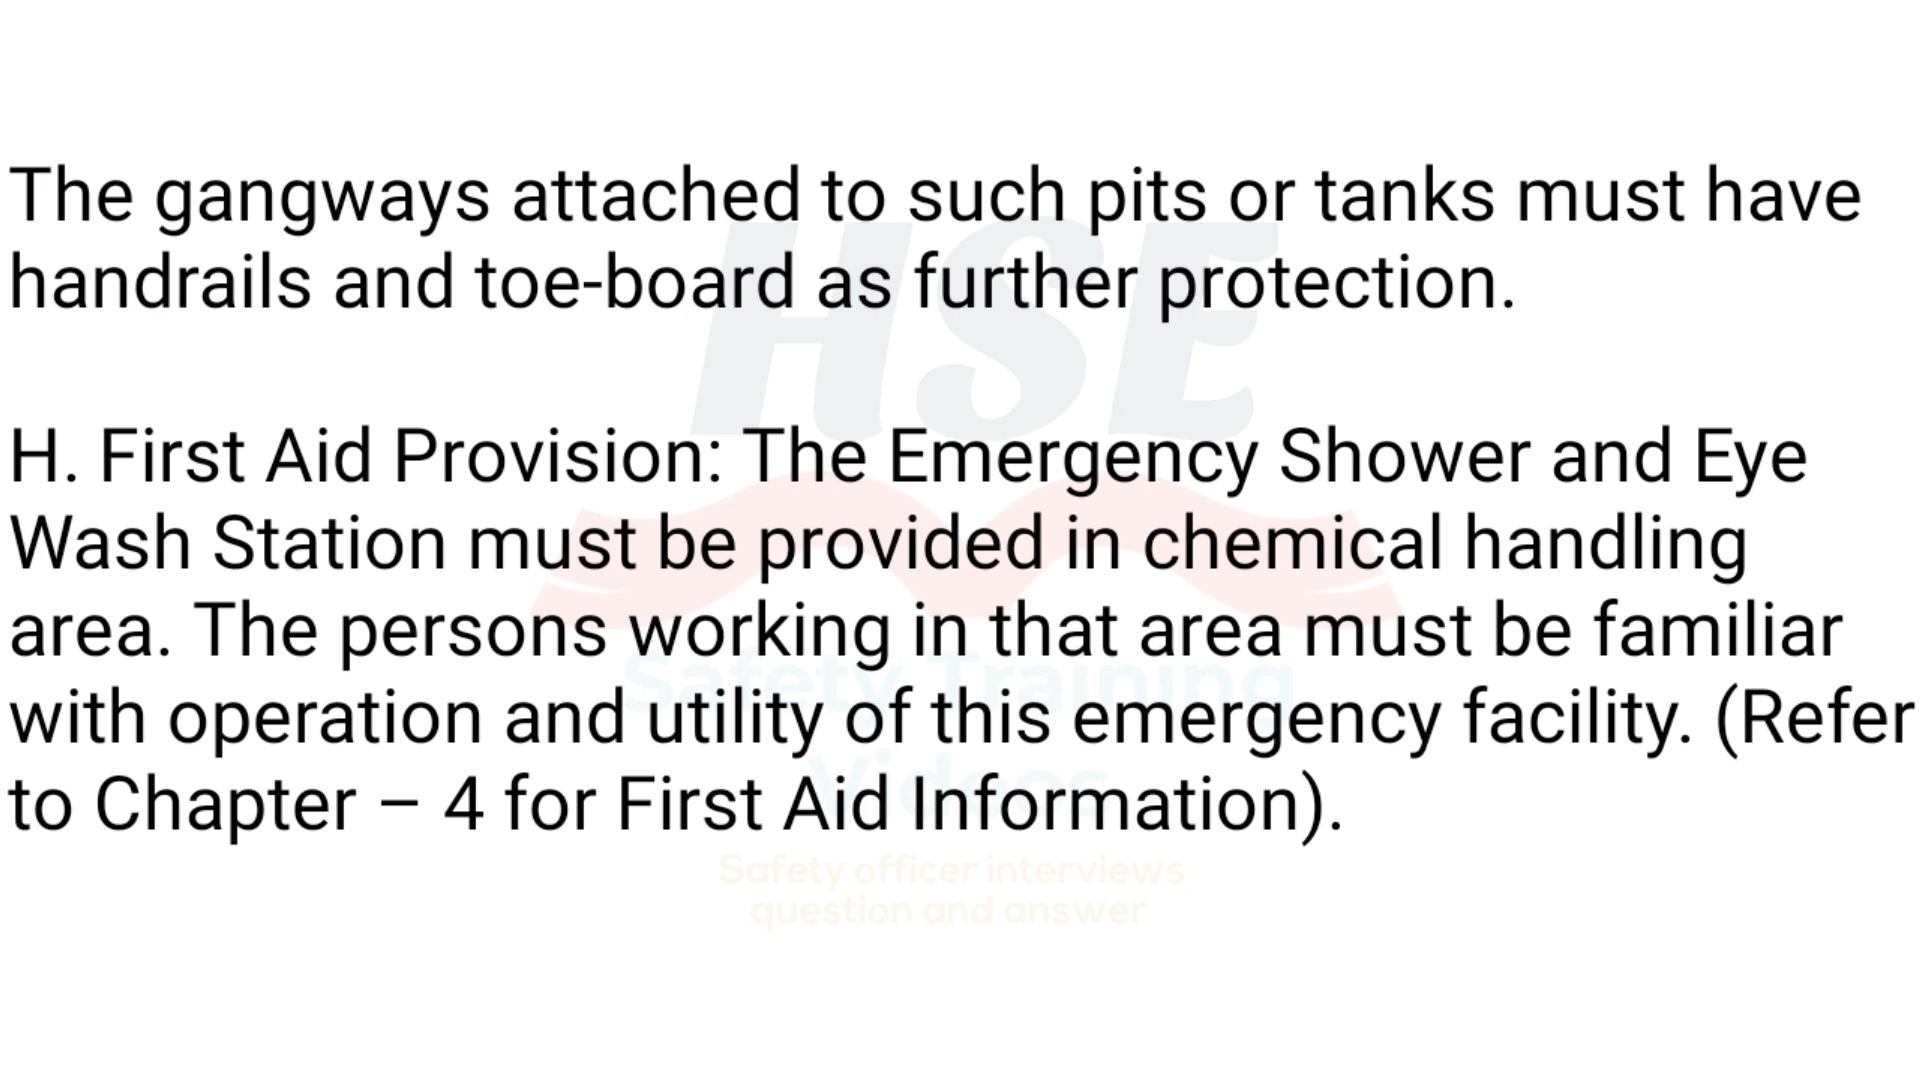 The gangways attached to such pits or tanks must have
handrails and toe-board as further protection.
H. First Aid Provision: The Emergency Shower and Eye
Wash Station must be provided in chemical handling
area. The persons working in that area must be familiar
with operation and utility of this emergency facility. (Refer
to Chapter – 4 for First Aid Information).
HSE
Safety Training
Videos
Safety officer interviews
question and answer